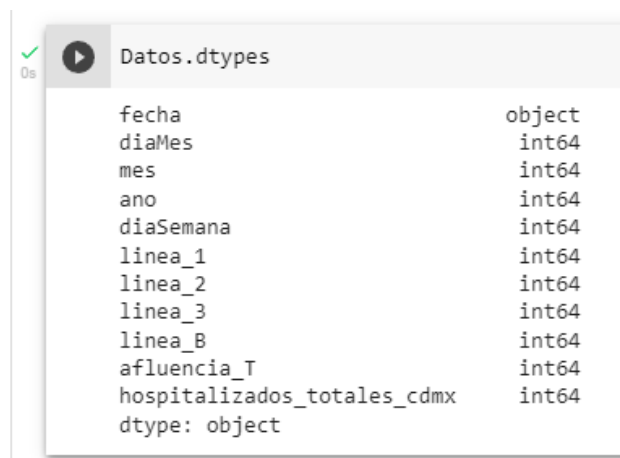 0s
Datos.dtypes
fecha object
diaMes int64
mes int64
ano int64
diaSemana int64
linea_1 int64
linea_2 int64
linea_3 int64
linea_B int64
afluencia_T int64
hospitalizados_totales_cdmx int64
dtype: object